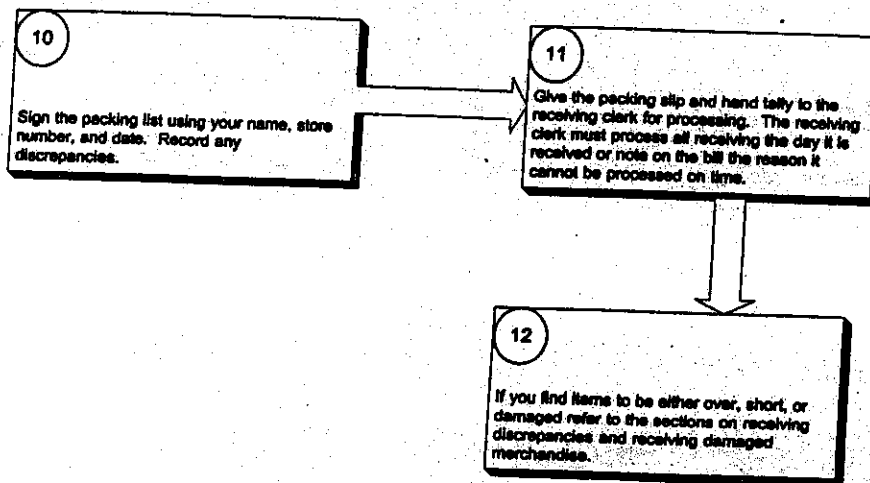 10
Sign the packing list using your name, store
number, and date. Record any
discrepancies.
11
Give the packing slip and hand tally to the
receiving clerk for processing. The receiving
clerk must process all receiving the day it is
received or note on the bill the reason it
cannot be processed on time.
12
If you find items to be either over, short, or
damaged refer to the sections on receiving
discrepancies and receiving damaged
merchandise.